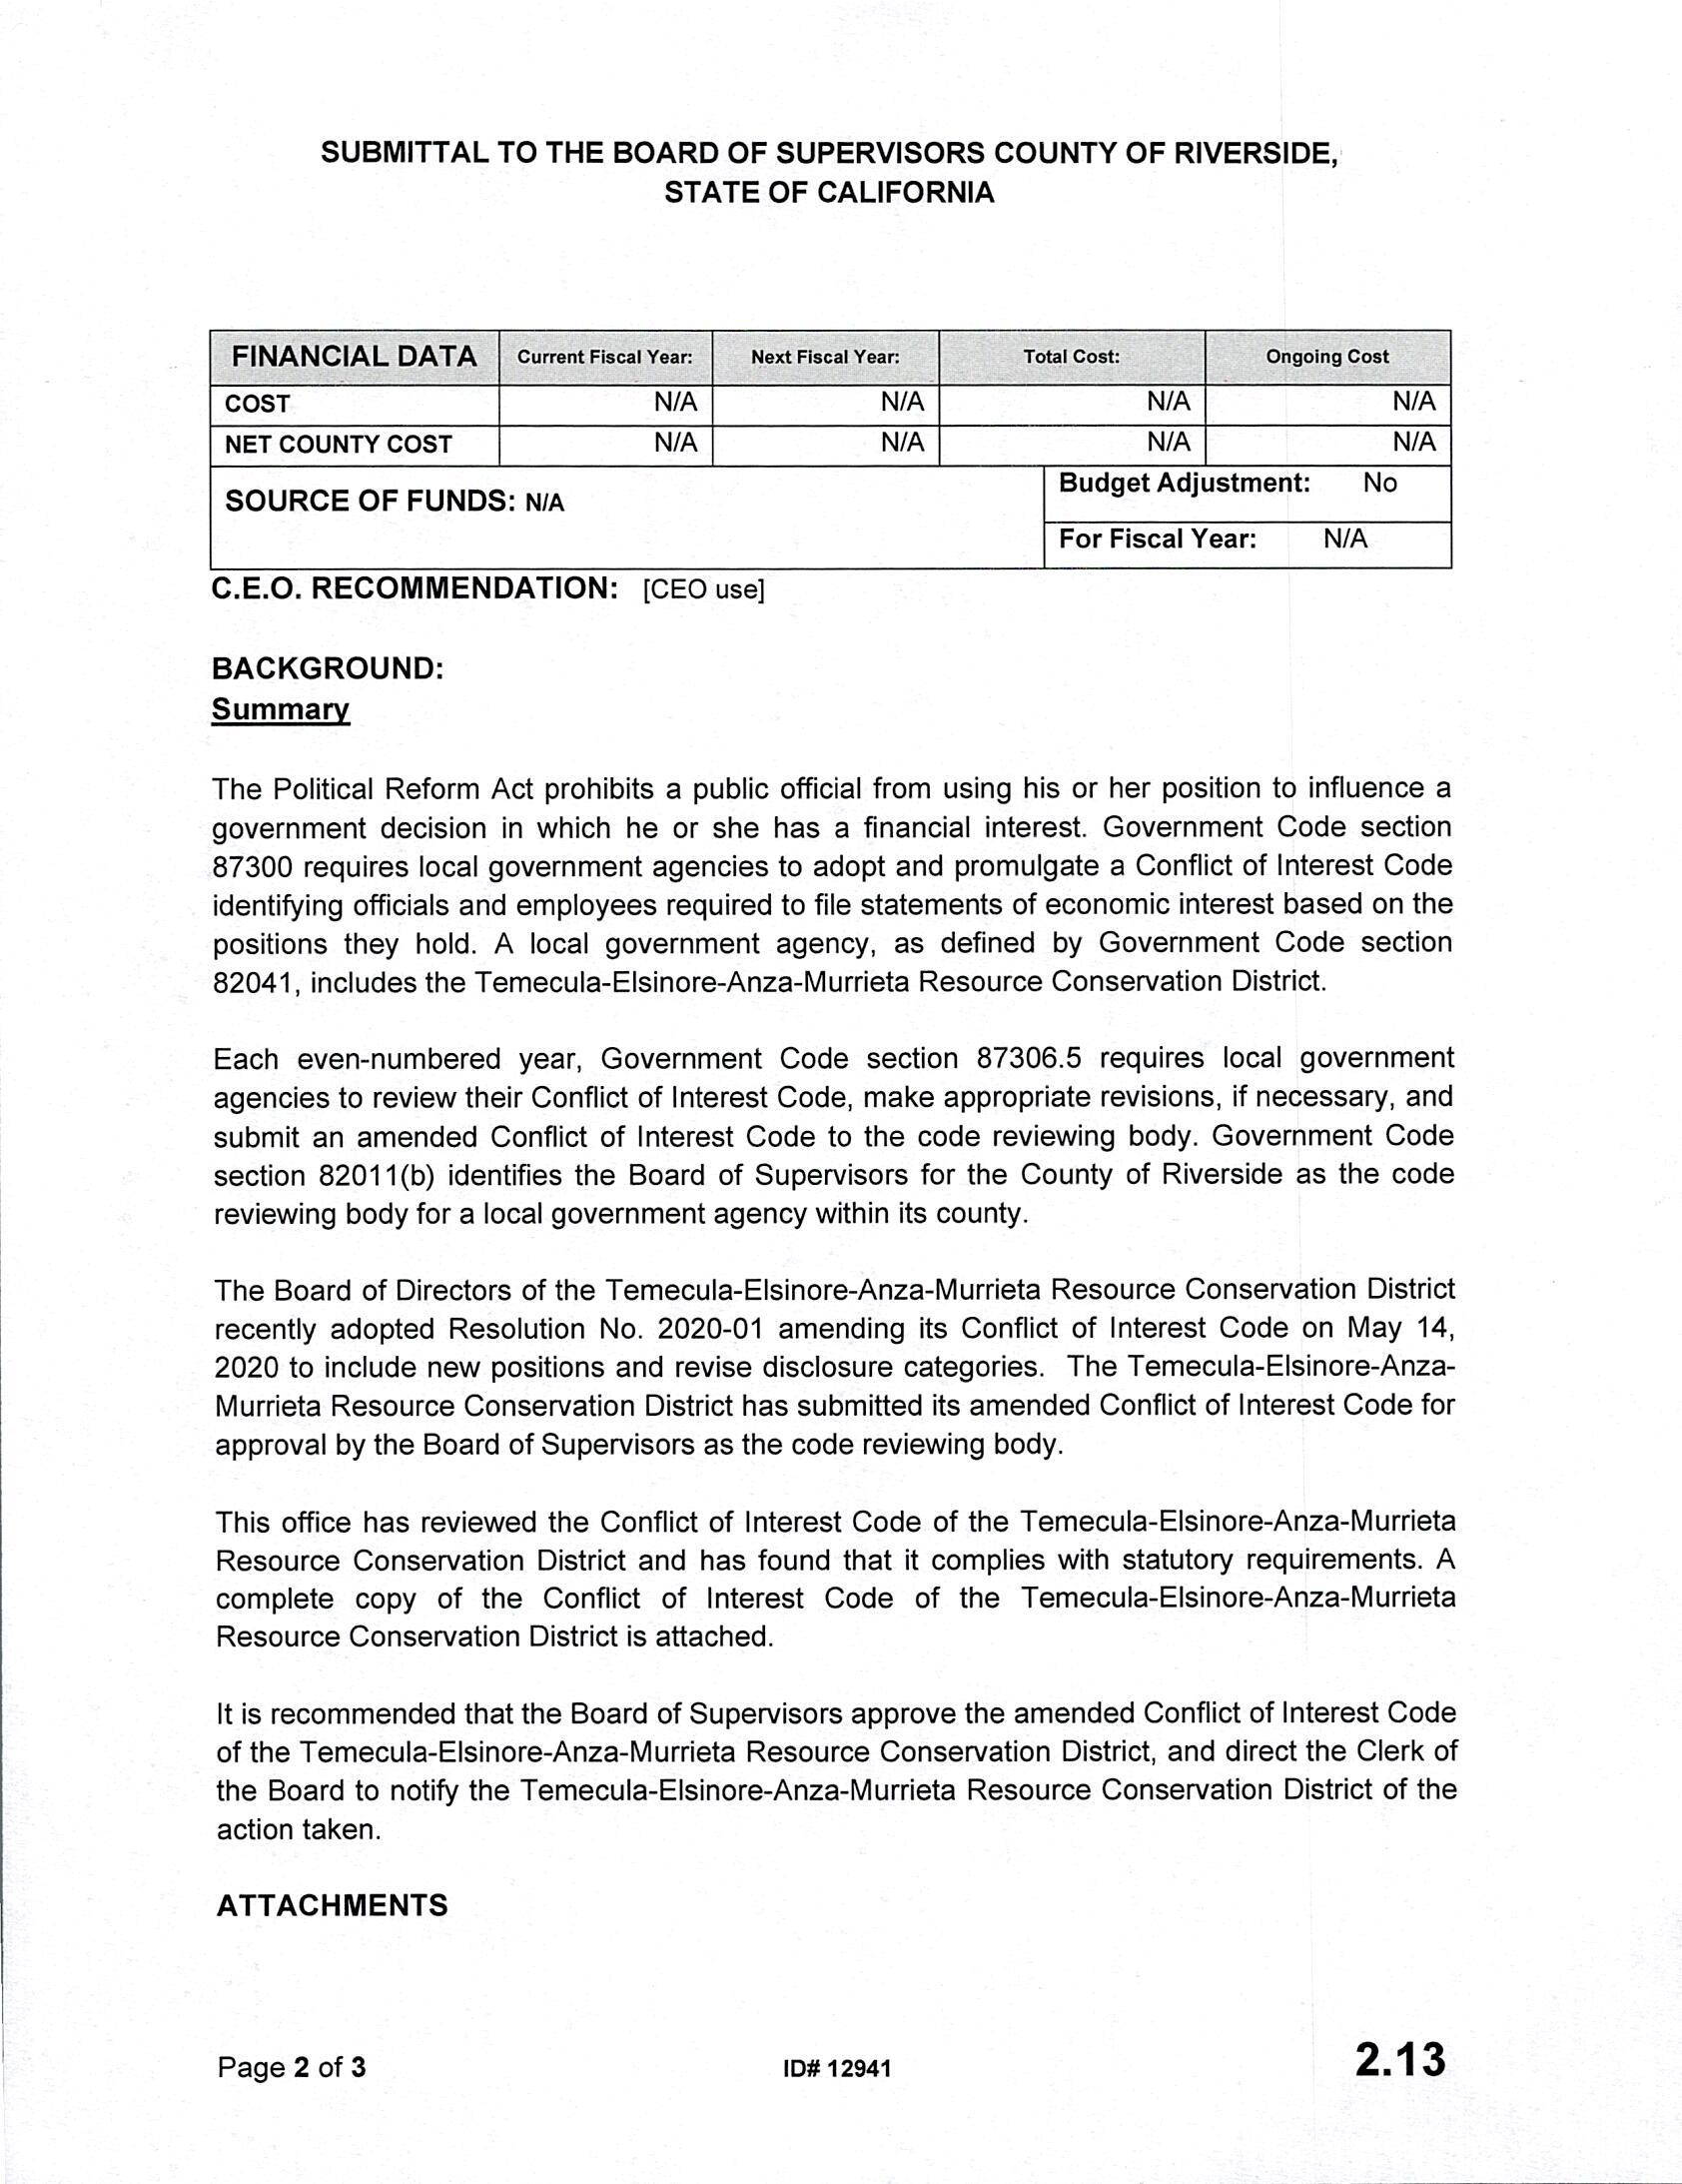 SUBMITTAL TO THE BOARD OF SUPERVISORS COUNTY OF RIVERSIDE,
STATE OF CALIFORNIA
FINANCIAL DATA Current Fiscal Year: Next Fiscal Year: Total Cost: Ongoing Cost
COST N/A N/A N/A N/A
NET COUNTY COST N/A N/A N/A N/A
SOURCE OF FUNDS: N/A
Budget Adjustment: No
For Fiscal Year: N/A
C.E.O. RECOMMENDATION: [CEO use]
BACKGROUND:
Summary
The Political Reform Act prohibits a public official from using his or her position to influence a
government decision in which he or she has a financial interest. Government Code section
87300 requires local government agencies to adopt and promulgate a Conflict of Interest Code
identifying officials and employees required to file statements of economic interest based on the
positions they hold. A local government agency, as defined by Government Code section
82041, includes the Temecula-Elsinore-Anza-Murrieta Resource Conservation District.
Each even-numbered year, Government Code section 87306.5 requires local government
agencies to review their Conflict of Interest Code, make appropriate revisions, if necessary, and
submit an amended Conflict of Interest Code to the code reviewing body. Government Code
section 82011(b) identifies the Board of Supervisors for the County of Riverside as the code
reviewing body for a local government agency within its county.
The Board of Directors of the Temecula-Elsinore-Anza-Murrieta Resource Conservation District
recently adopted Resolution No. 2020-01 amending its Conflict of Interest Code on May 14,
2020 to include new positions and revise disclosure categories. The Temecula-Elsinore-Anza-
Murrieta Resource Conservation District has submitted its amended Conflict of Interest Code for
approval by the Board of Supervisors as the code reviewing body.
This office has reviewed the Conflict of Interest Code of the Temecula-Elsinore-Anza-Murrieta
Resource Conservation District and has found that it complies with statutory requirements. A
complete copy of the Conflict of Interest Code of the Temecula-Elsinore-Anza-Murrieta
Resource Conservation District is attached.
It is recommended that the Board of Supervisors approve the amended Conflict of Interest Code
of the Temecula-Elsinore-Anza-Murrieta Resource Conservation District, and direct the Clerk of
the Board to notify the Temecula-Elsinore-Anza-Murrieta Resource Conservation District of the
action taken.
ATTACHMENTS
Page 2 of 3 ID# 12941 2.13